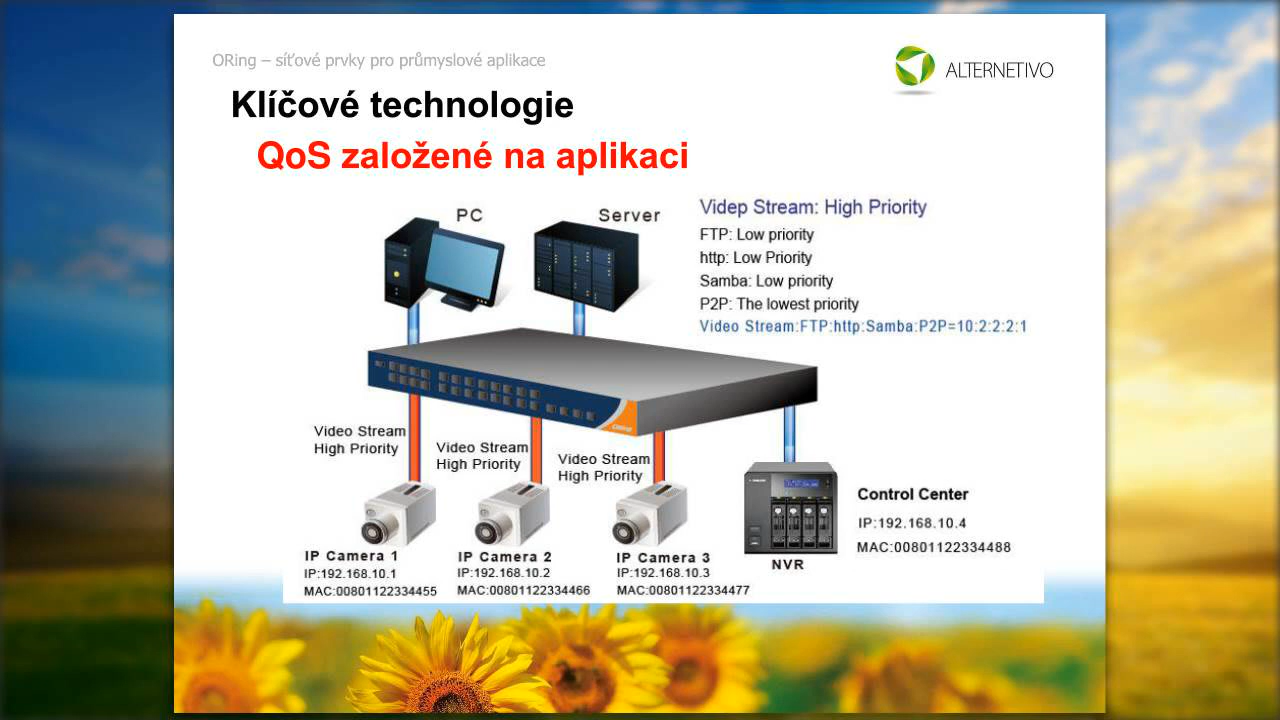 ORing – síťové prvky pro průmyslové aplikace
ALTERNETIVO
Klíčové technologie
QoS založené na aplikaci
PC
Server
Videp Stream: High Priority
FTP: Low priority
http: Low Priority
Samba: Low priority
P2P: The lowest priority
Video Stream:FTP:http:Samba:P2P=10:2:2:2:1
ORing
Video Stream
High Priority
Video Stream
High Priority
Video Stream
High Priority
Control Center
IP:192.168.10.4
MAC:00801122334488
NVR
IP Camera 1
IP:192.168.10.1
MAC:00801122334455
IP Camera 2
IP:192.168.10.2
MAC:00801122334466
IP Camera 3
IP:192.168.10.3
MAC:00801122334477